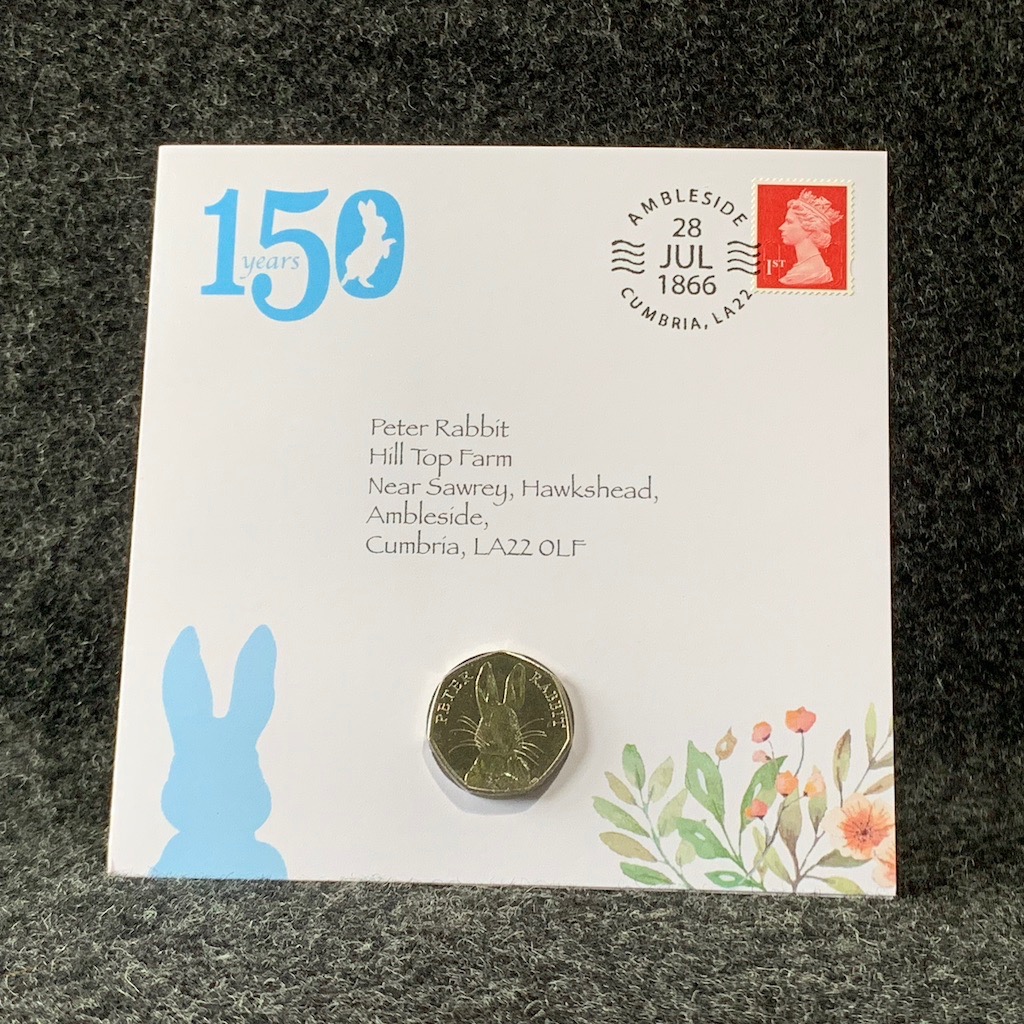 150
years
AMBLESIDE
28
JUL
1866
CUMBRIA, LA22
1ST
Peter Rabbit
Hill Top Farm
Near Sawrey, Hawkshead,
Ambleside,
Cumbria, LA22 0LF
PETER RABBIT